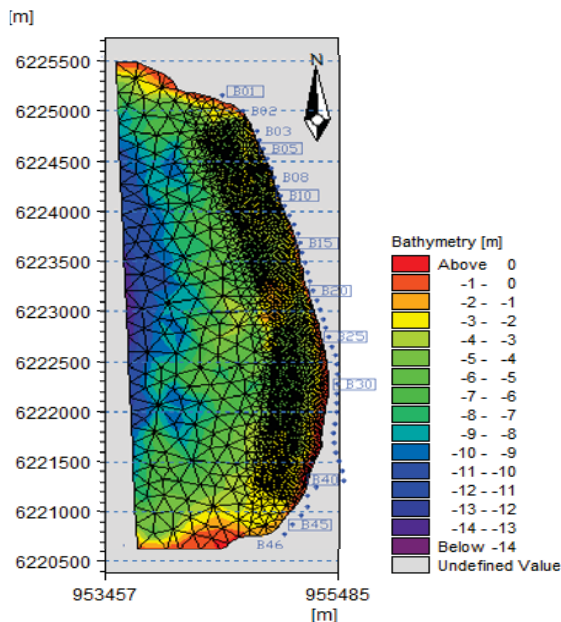 [m]
N
6225500
6225000
6224500
6224000
6223500
6223000
6222500
6222000
6221500
6221000
6220500
B01
B02
B03
B05
B08
B10
B15
B20
B25
B30
B40
B45
B46
953457
955485
[m]
Bathymetry [m]
Above 0
-1 - 0
-2 - -1
-3 - -2
-4 - -3
-5 - -4
-6 - -5
-7 - -6
-8 - -7
-9 - -8
-10 - -9
-11 - -10
-12 - -11
-13 - -12
-14 - -13
Below -14
Undefined Value